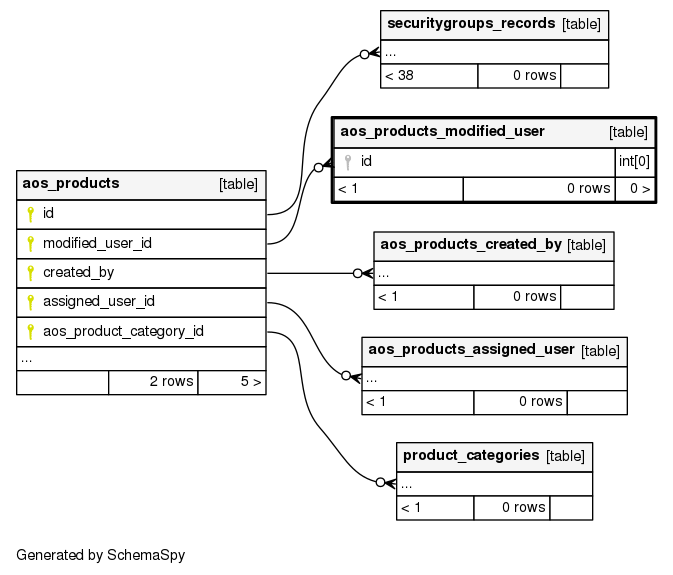 securitygroups_records [table]
...
< 38 0 rows
aos_products_modified_user [table]
id int[0]
< 1 0 rows 0 >
aos_products [table]
id
modified_user_id
created_by
assigned_user_id
aos_product_category_id
...
2 rows 5 >
aos_products_created_by [table]
...
< 1 0 rows
aos_products_assigned_user [table]
...
< 1 0 rows
product_categories [table]
...
< 1 0 rows
Generated by SchemaSpy